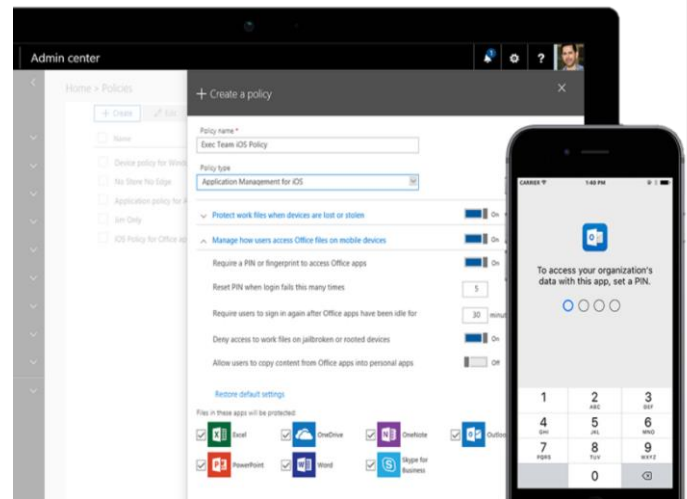 Admin center
1
?
Home > Policies
+ Create
Edit
Name
Device policy for Wind
No Store No Edge
Application policy for A
iOS Policy for Office ap
+ Create a policy
×
Policy name *
Exec Team iOS Policy
Policy type
Application Management for iOS
Protect work files when devices are lost or stolen
On
Manage how users access Office files on mobile devices
On
Require a PIN or fingerprint to access Office apps
On
Reset PIN when login fails this many times
5
Require users to sign in again after Office apps have been idle for
30 minut
Deny access to work files on jailbroken or rooted devices
On
Allow users to copy content from Office apps into personal apps
Off
Restore default settings
Files in these apps will be protected:
Excel
OneDrive
OneNote
Outloo
PowerPoint
Word
Skype for
Business
CARRIER
1:40 PM
To access your organization's
data with this app, set a PIN.
1
2
ABC
3
DEF
4
GHI
5
JKL
6
MNO
7
PQRS
8
TUV
9
WXYZ
0